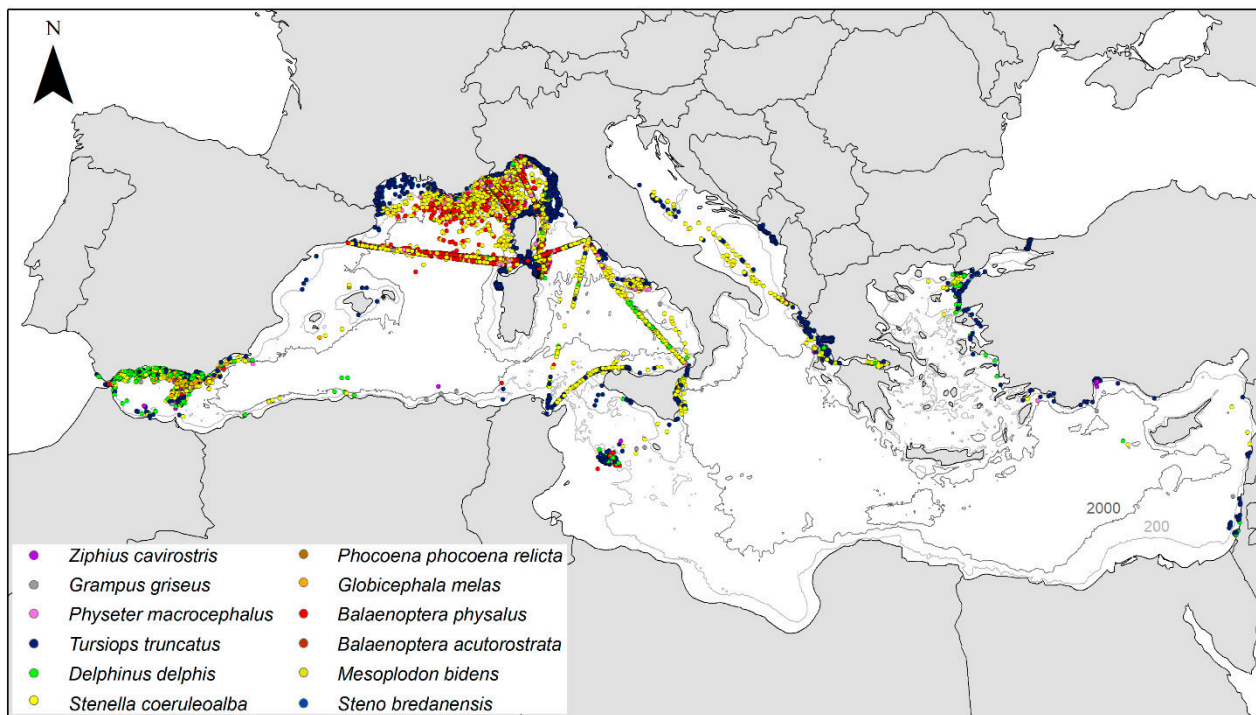 N
2000
200
Ziphius cavirostris
Grampus griseus
Physeter macrocephalus
Tursiops truncatus
Delphinus delphis
Stenella coeruleoalba
Phocoena phocoena relicta
Globicephala melas
Balaenoptera physalus
Balaenoptera acutorostrata
Mesoplodon bidens
Steno bredanensis